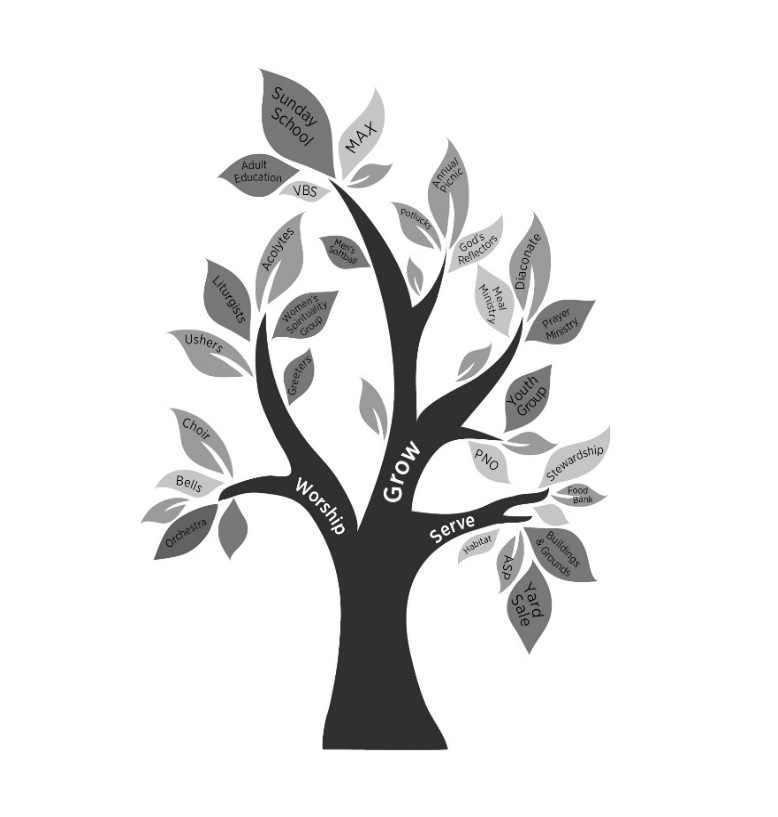 Sunday
School
MAX
Adult
Education
VBS
Annual
Picnic
Potlucks
God's
Reflectors
Men's
Softball
Acolytes
Liturgists
Women's
Spirituality
Group
Ushers
Greeters
Diaconate
Meal
Ministry
Prayer
Ministry
Youth
Group
Choir
Bells
Orchestra
PNO
Stewardship
Food
Bank
Worship
Grow
Serve
Habitat
ASP
Buildings
& Grounds
Yard
Sale